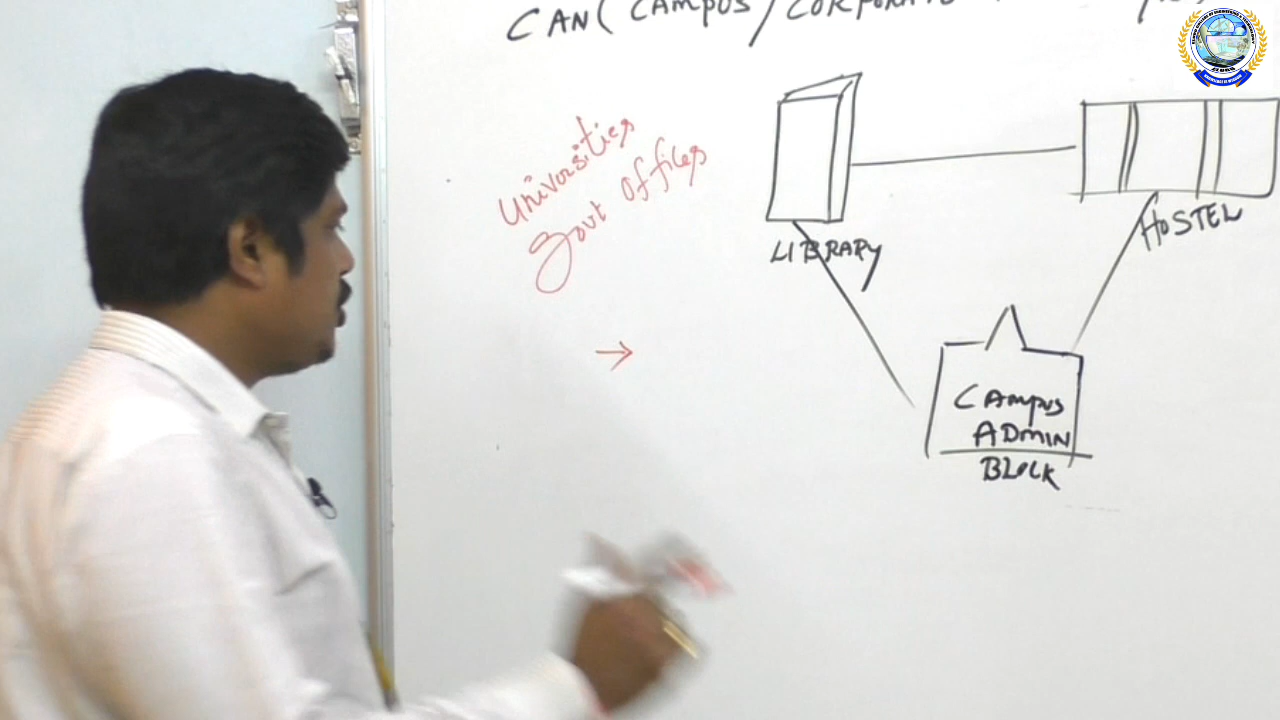 CAN( CAMPUS / CORPORATE
Universities
Govt Offices
LIBRARY
HOSTEL
CAMPUS
ADMIN
BLOCK